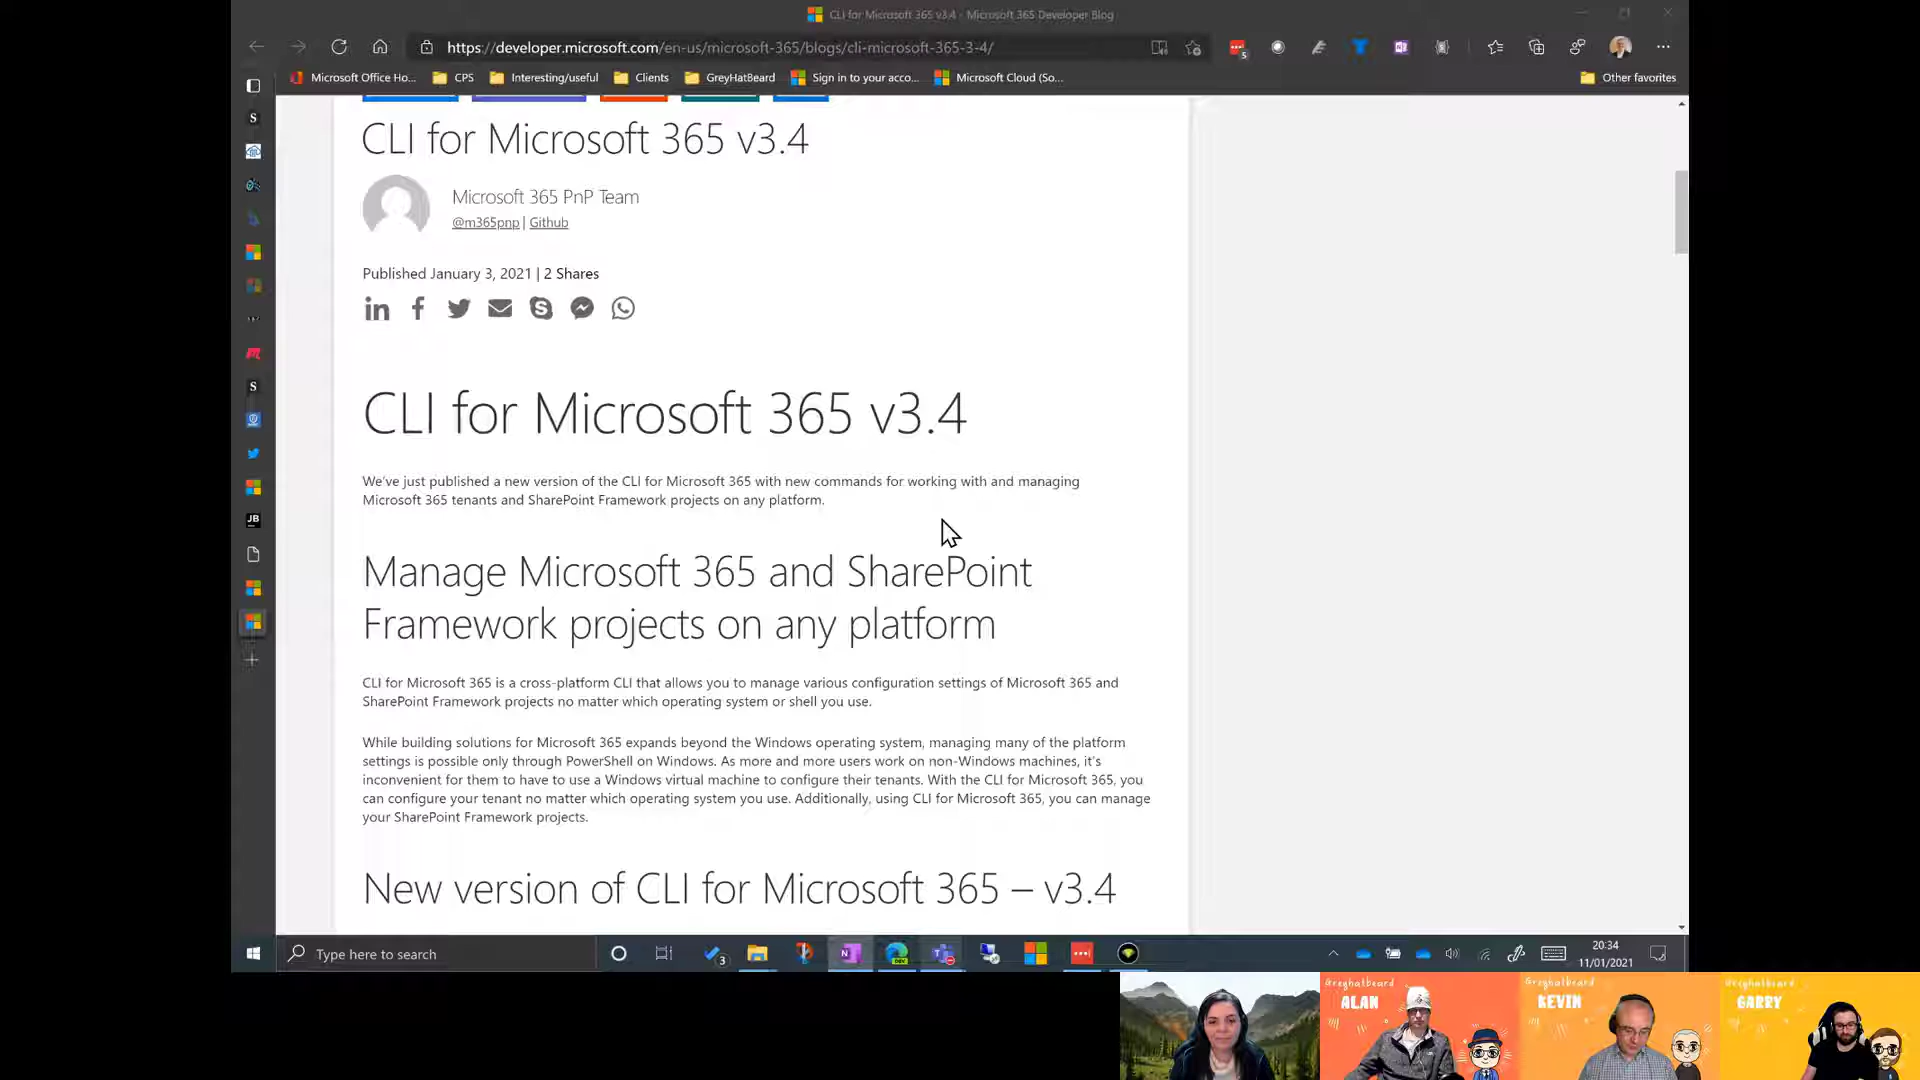 CLI for Microsoft 365 v3.4 - Microsoft 365 Developer Blog
https://developer.microsoft.com/en-us/microsoft-365/blogs/cli-microsoft-365-3-4/
5
Microsoft Office Ho...
CPS
Interesting/useful
Clients
GreyHatBeard
Sign in to your acco...
Microsoft Cloud (So...
Other favorites
CLI for Microsoft 365 v3.4
Microsoft 365 PnP Team
@m365pnp | Github
Published January 3, 2021 | 2 Shares
CLI for Microsoft 365 v3.4
We've just published a new version of the CLI for Microsoft 365 with new commands for working with and managing
Microsoft 365 tenants and SharePoint Framework projects on any platform.
Manage Microsoft 365 and SharePoint
Framework projects on any platform
CLI for Microsoft 365 is a cross-platform CLI that allows you to manage various configuration settings of Microsoft 365 and
SharePoint Framework projects no matter which operating system or shell you use.
While building solutions for Microsoft 365 expands beyond the Windows operating system, managing many of the platform
settings is possible only through PowerShell on Windows. As more and more users work on non-Windows machines, it's
inconvenient for them to have to use a Windows virtual machine to configure their tenants. With the CLI for Microsoft 365, you
can configure your tenant no matter which operating system you use. Additionally, using CLI for Microsoft 365, you can manage
your SharePoint Framework projects.
New version of CLI for Microsoft 365 – v3.4
Type here to search
3
20:34
11/01/2021
Greyhatbeard
ALAN
Greyhatbeard
KEVIN
Greyhatbeard
GARRY